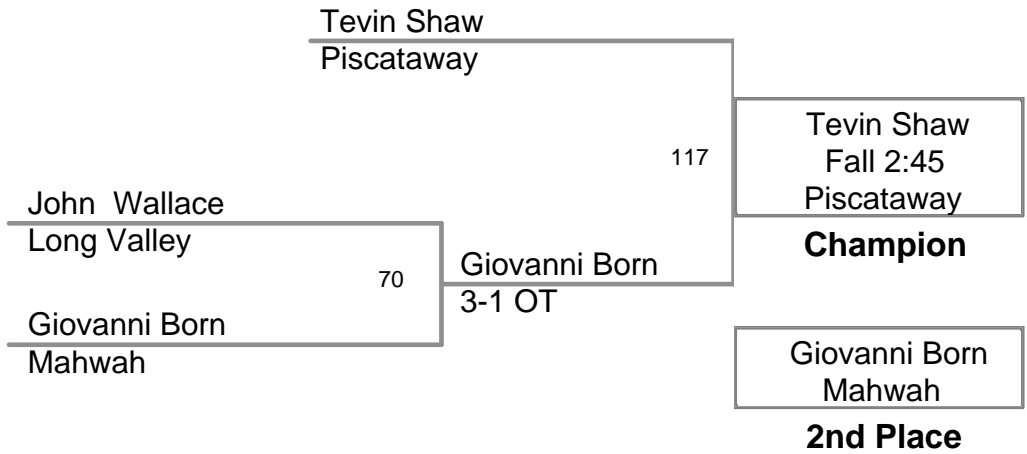 Tevin Shaw
Piscataway
117
Tevin Shaw
Fall 2:45
Piscataway
Champion
John  Wallace
Long Valley
70
Giovanni Born
3-1 OT
Giovanni Born
Mahwah
Giovanni Born
Mahwah
2nd Place